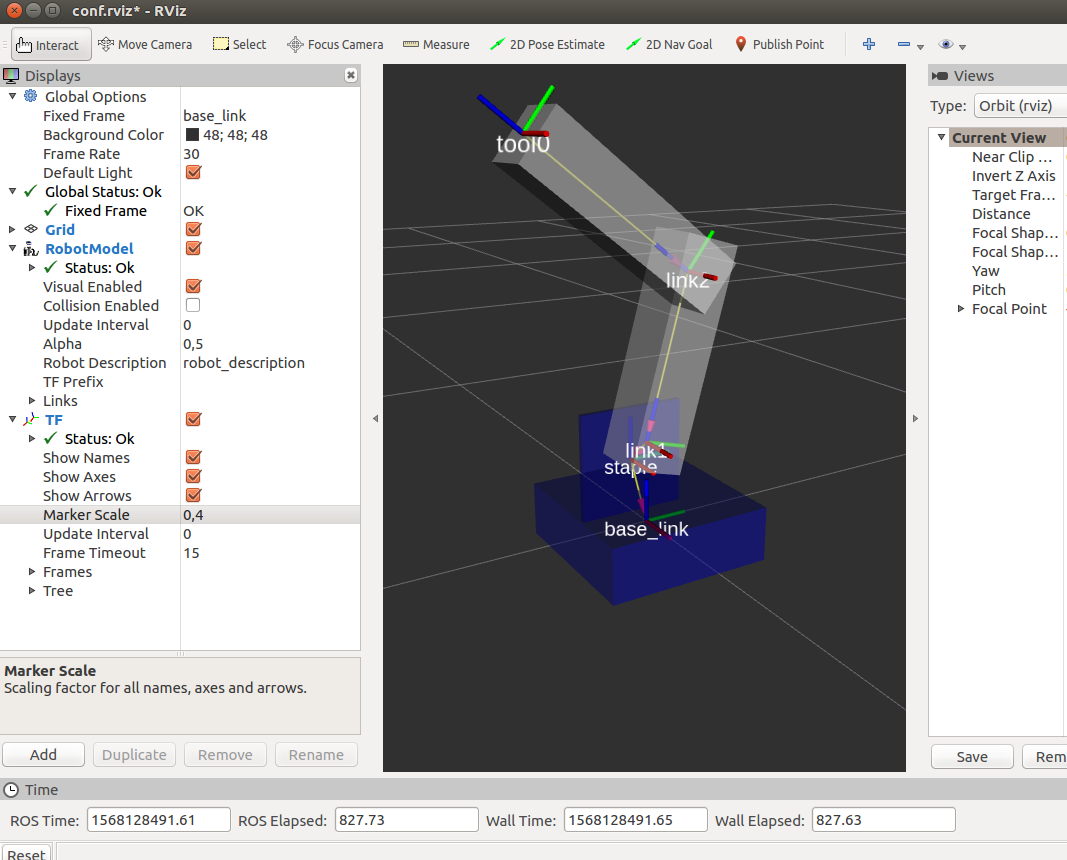 conf.rviz* - RViz
Interact Move Camera Select Focus Camera Measure 2D Pose Estimate 2D Nav Goal Publish Point
Displays
Global Options
Fixed Frame base_link
Background Color 48; 48; 48
Frame Rate 30
Default Light
Global Status: Ok
Fixed Frame OK
Grid
RobotModel
Status: Ok
Visual Enabled
Collision Enabled
Update Interval 0
Alpha 0,5
Robot Description robot_description
TF Prefix
Links
TF
Status: Ok
Show Names
Show Axes
Show Arrows
Marker Scale 0,4
Update Interval 0
Frame Timeout 15
Frames
Tree
Marker Scale
Scaling factor for all names, axes and arrows.
Add Duplicate Remove Rename
tool0
link2
link1
staple
base_link
Views
Type: Orbit (rviz)
Current View
Near Clip ...
Invert Z Axis
Target Fra...
Distance
Focal Shap...
Focal Shap...
Yaw
Pitch
Focal Point
Save Rem
Time
ROS Time: 1568128491.61 ROS Elapsed: 827.73 Wall Time: 1568128491.65 Wall Elapsed: 827.63
Reset